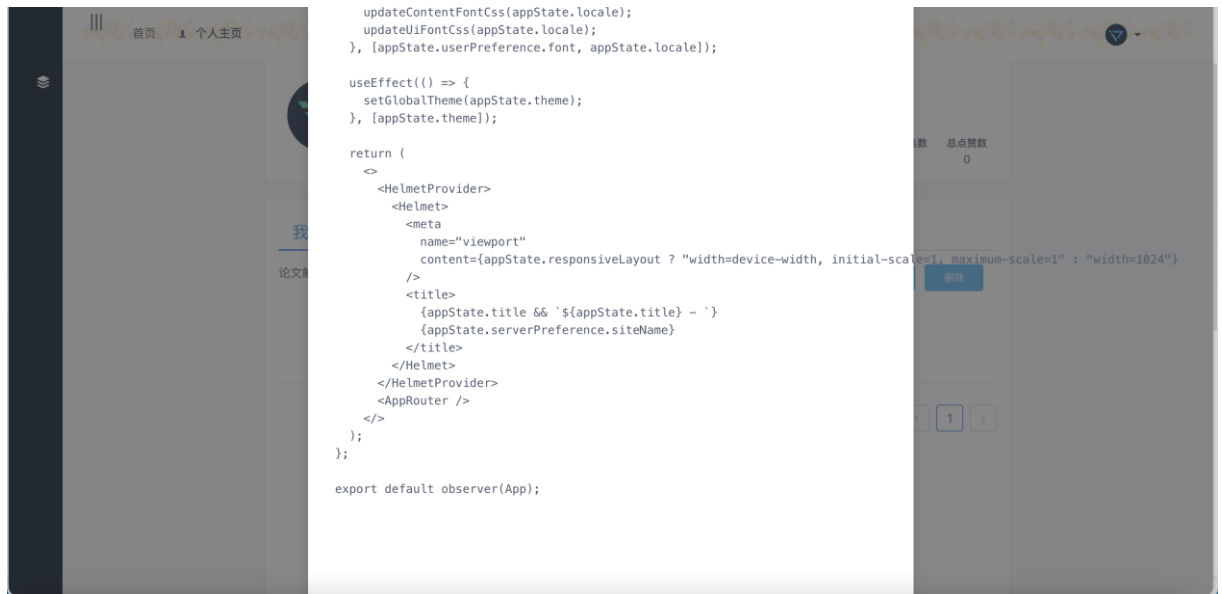 首页 个人主页
updateContentFontCss(appState.locale);
updateUiFontCss(appState.locale);
}, [appState.userPreference.font, appState.locale]);
useEffect(() => {
setGlobalTheme(appState.theme);
}, [appState.theme]);
return (
<>
<HelmetProvider>
<Helmet>
<meta
name="viewport"
content={appState.responsiveLayout ? "width=device-width, initial-scale=1, maximum-scale=1" : "width=1024"}
/>
<title>
{appState.title && `${appState.title} - `}
{appState.serverPreference.siteName}
</title>
</Helmet>
</HelmetProvider>
<AppRouter />
</>
);
};
export default observer(App);
数 总点赞数
0
我
论文
删除
1